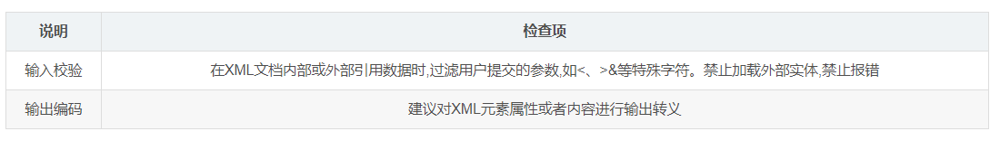 说明 检查项
输入校验 在XML文档内部或外部引用数据时,过滤用户提交的参数,如<、>&等特殊字符。禁止加载外部实体,禁止报错
输出编码 建议对XML元素属性或者内容进行输出转义